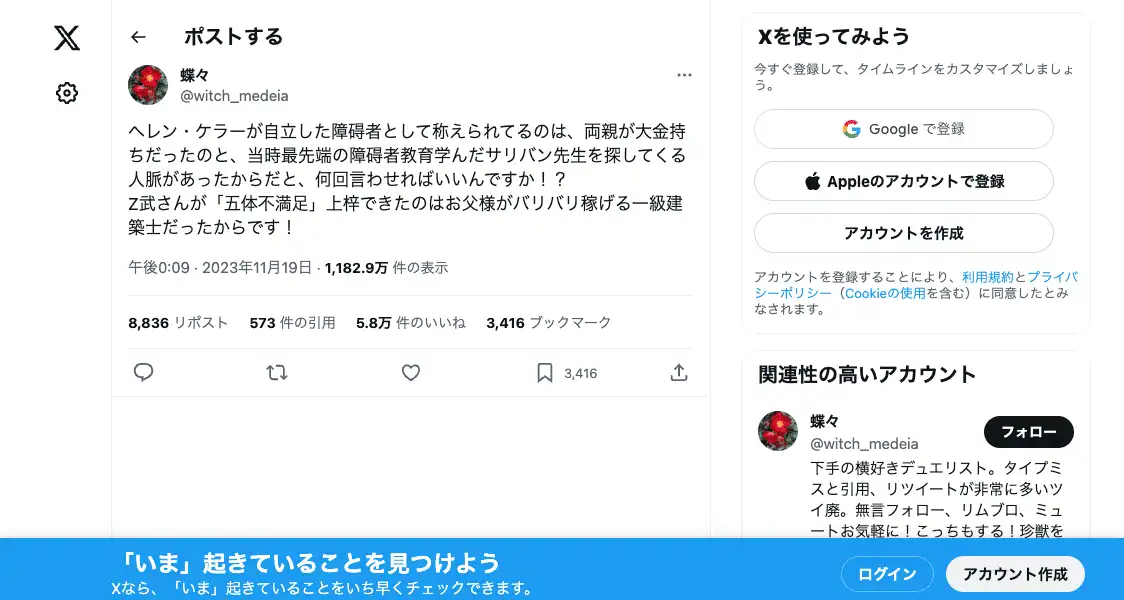 ポストする
蝶々
@witch_medeia
ヘレン・ケラーが自立した障碍者として称えられてるのは、両親が大金持
ちだったのと、当時最先端の障碍者教育学んだサリバン先生を探してくる
人脈があったからだと、何回言わせればいいんですか！？
Z武さんが「五体不満足」上梓できたのはお父様がバリバリ稼げる一級建
築士だったからです！
午後0:09 · 2023年11月19日 · 1,182.9万 件の表示
8,836 リポスト 573 件の引用 5.8万 件のいいね 3,416 ブックマーク
3,416
Xを使ってみよう
今すぐ登録して、タイムラインをカスタマイズしましょ
う。
Google で登録
Appleのアカウントで登録
アカウントを作成
アカウントを登録することにより、利用規約とプライバ
シーポリシー（Cookieの使用を含む）に同意したとみ
なされます。
関連性の高いアカウント
蝶々
@witch_medeia
フォロー
下手の横好きデュエリスト。タイプミ
スと引用、リツイートが非常に多いツ
イ廃。無言フォロー、リムブロ、ミュ
ートお気軽に！こっちもする！珍獣を
「いま」起きていることを見つけよう
Xなら、「いま」起きていることをいち早くチェックできます。
ログイン
アカウント作成